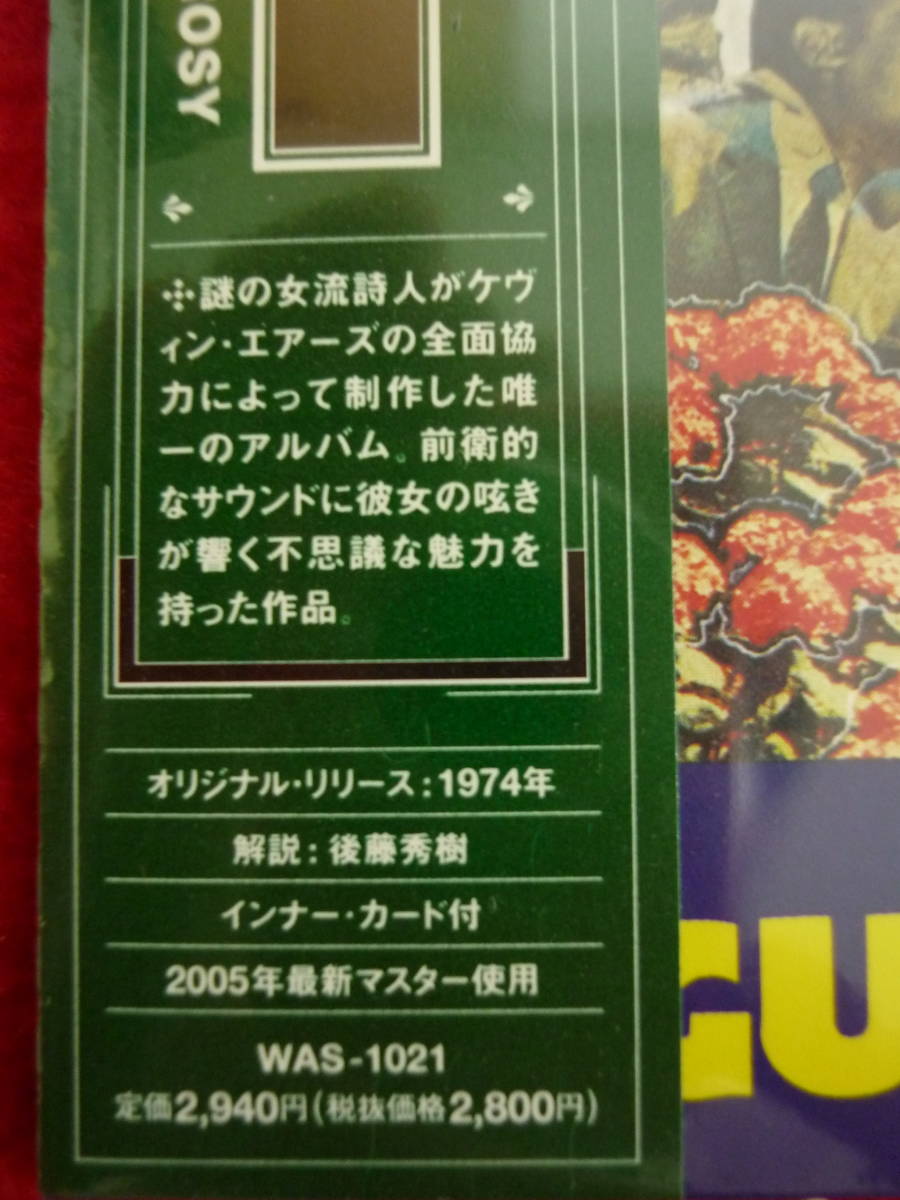 OSY
※謎の女流詩人がケヴ
ィン・エアーズの全面協
力によって制作した唯
一のアルバム。前衛的
なサウンドに彼女の呟き
が響く不思議な魅力を
持った作品。
オリジナル・リリース:1974年
解説:後藤秀樹
インナー・カード付
2005年最新マスター使用
WAS-1021
定価2,940円(税抜価格2,800円)
GU